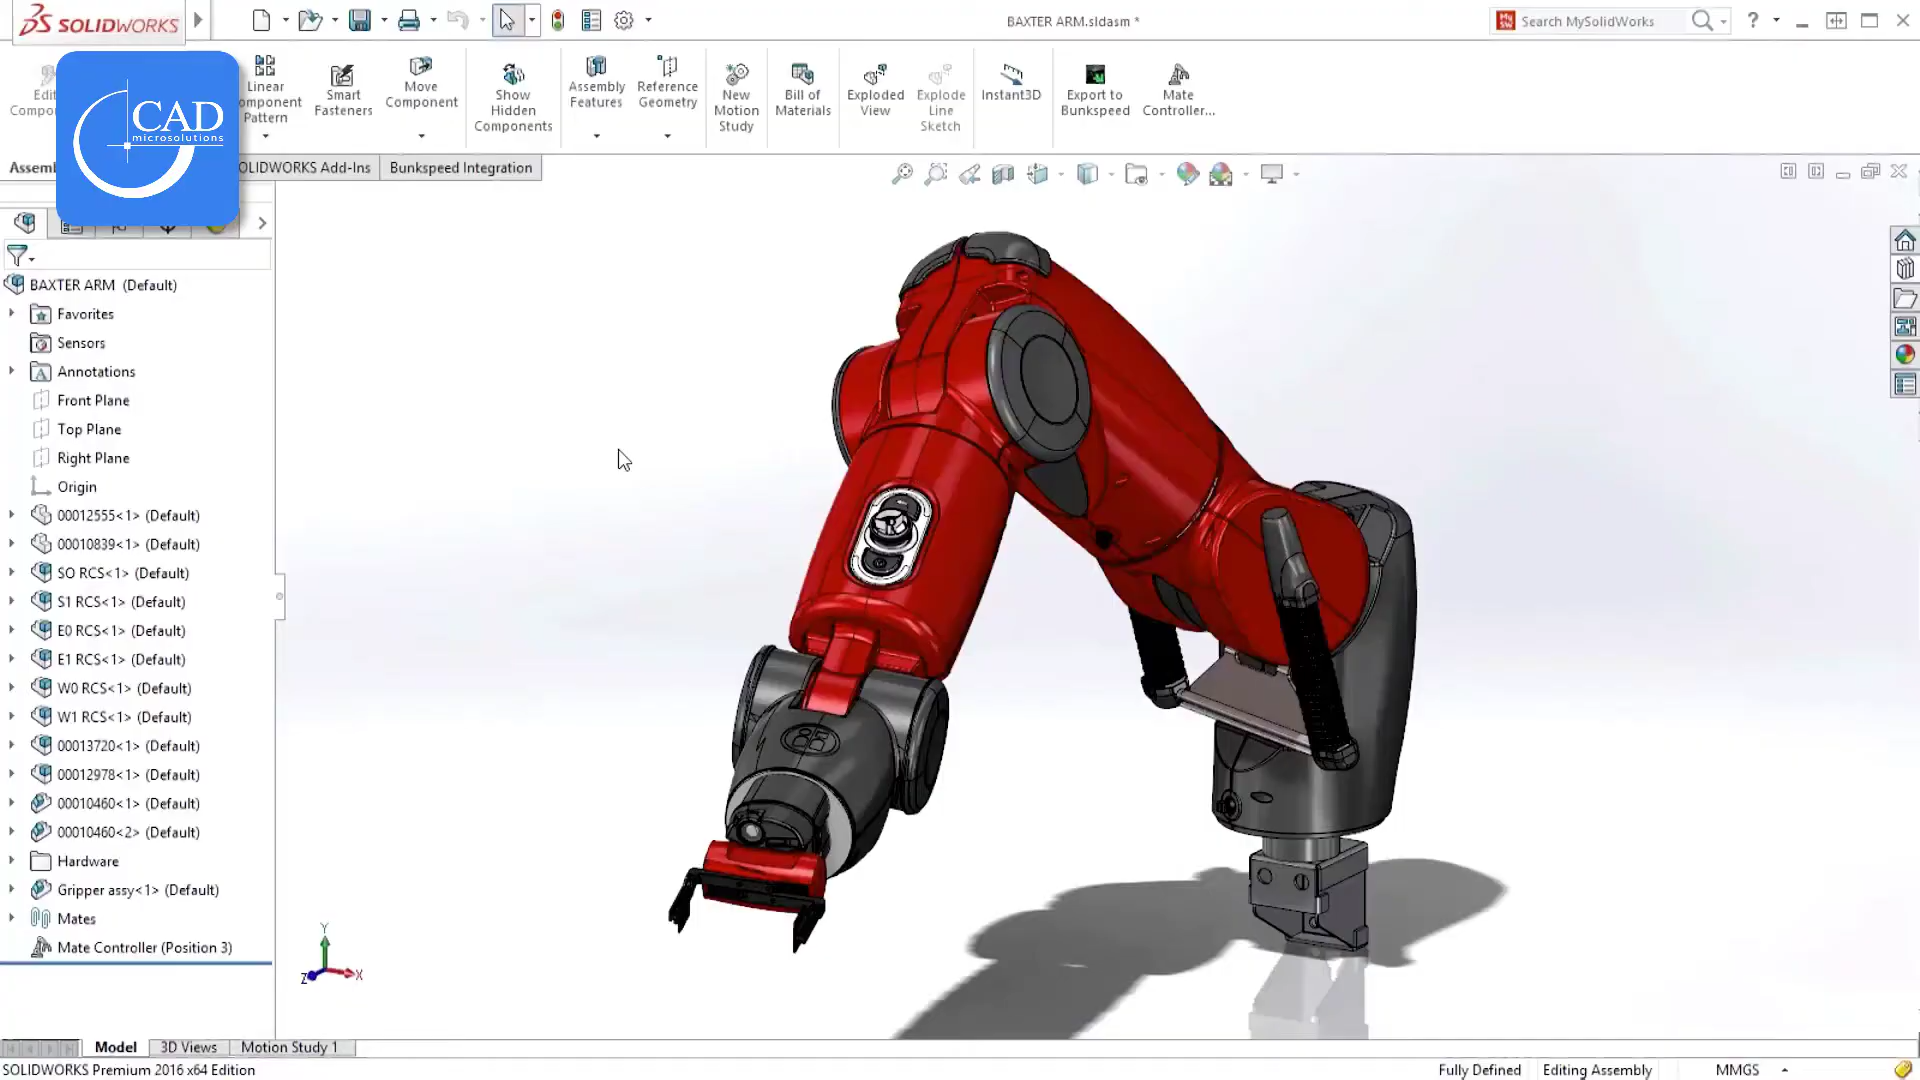 SOLIDWORKS
BAXTER ARM.sldasm *
Search MySolidWorks
?
CAD
microsolutions
Linear
Pattern
Smart
Fasteners
Move
Component
Show
Hidden
Components
Assembly
Features
Reference
Geometry
New
Motion
Study
Bill of
Materials
Exploded
View
Explode
Line
Sketch
Instant3D
Export to
Bunkspeed
Mate
Controller...
OLIDWORKS Add-Ins
Bunkspeed Integration
BAXTER ARM (Default)
Favorites
Sensors
Annotations
Front Plane
Top Plane
Right Plane
Origin
00012555<1> (Default)
00010839<1> (Default)
SO RCS<1> (Default)
S1 RCS<1> (Default)
E0 RCS<1> (Default)
E1 RCS<1> (Default)
W0 RCS<1> (Default)
W1 RCS<1> (Default)
00013720<1> (Default)
00012978<1> (Default)
00010460<1> (Default)
00010460<2> (Default)
Hardware
Gripper assy<1> (Default)
Mates
Mate Controller (Position 3)
Y
Z
X
Model
3D Views
Motion Study 1
SOLIDWORKS Premium 2016 x64 Edition
Fully Defined
Editing Assembly
MMGS